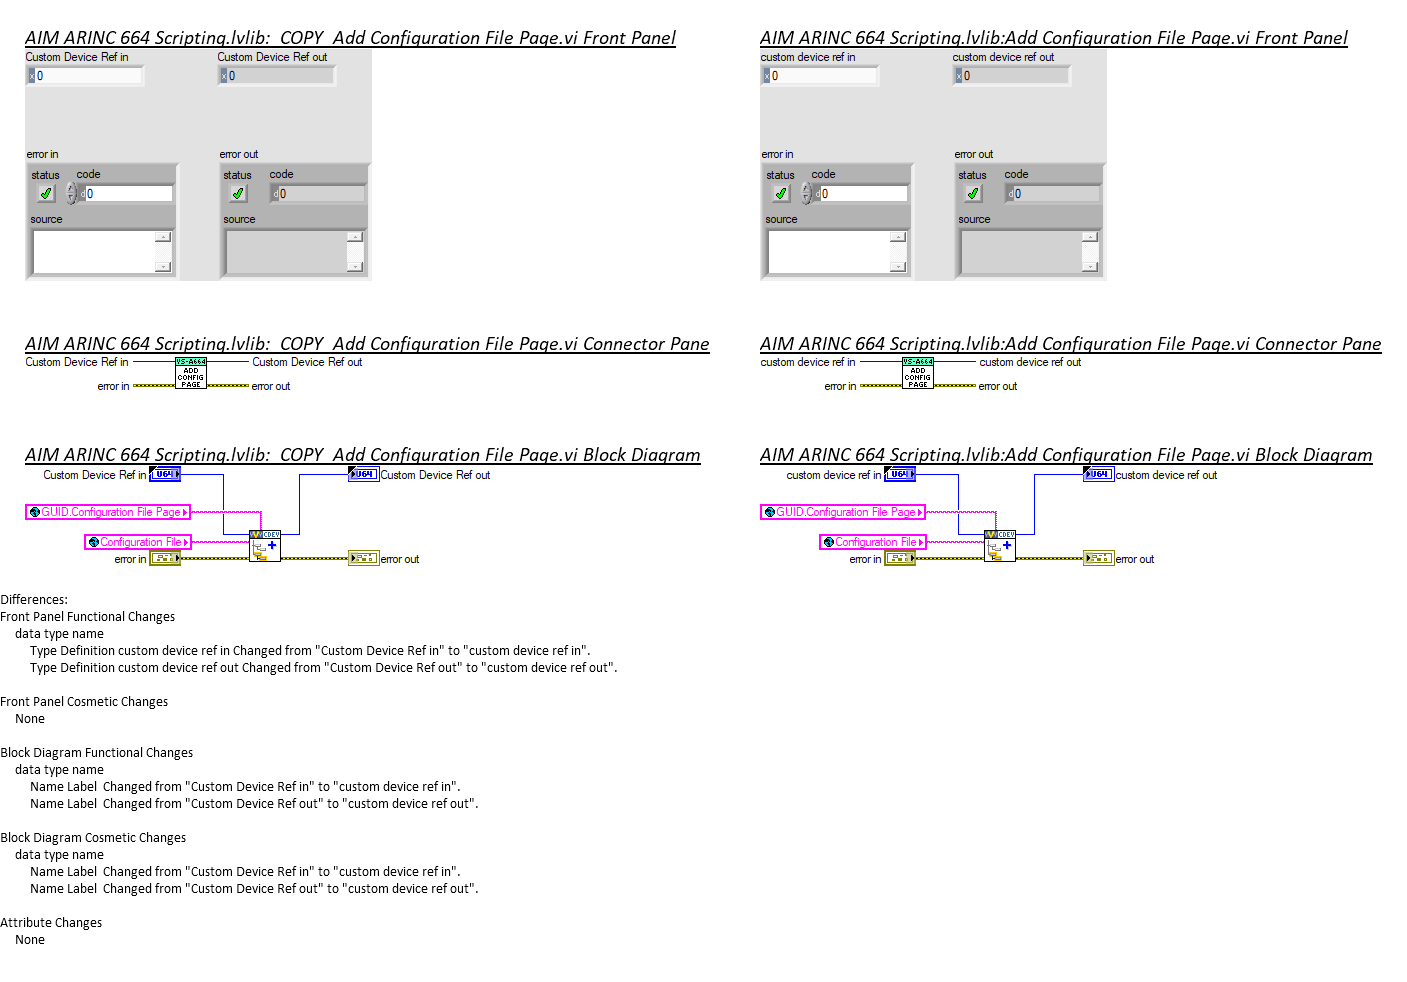 AIM ARINC 664 Scripting.lvlib:  COPY  Add Configuration File Page.vi Front Panel
Custom Device Ref in
Custom Device Ref out
x 0
x 0
error in
error out
status code
status code
d 0
d 0
source
source
AIM ARINC 664 Scripting.lvlib:Add Configuration File Page.vi Front Panel
custom device ref in
custom device ref out
x 0
x 0
error in
error out
status code
status code
d 0
d 0
source
source
AIM ARINC 664 Scripting.lvlib:  COPY  Add Configuration File Page.vi Connector Pane
Custom Device Ref in
VS-A664
ADD
CONFIG
PAGE
Custom Device Ref out
error in
error out
AIM ARINC 664 Scripting.lvlib:Add Configuration File Page.vi Connector Pane
custom device ref in
VS-A664
ADD
CONFIG
PAGE
custom device ref out
error in
error out
AIM ARINC 664 Scripting.lvlib:  COPY  Add Configuration File Page.vi Block Diagram
Custom Device Ref in
U64
U64
Custom Device Ref out
GUID.Configuration File Page
CDEV
Configuration File
error in
error out
AIM ARINC 664 Scripting.lvlib:Add Configuration File Page.vi Block Diagram
custom device ref in
U64
U64
custom device ref out
GUID.Configuration File Page
CDEV
Configuration File
error in
error out
Differences:
Front Panel Functional Changes
data type name
Type Definition custom device ref in Changed from "Custom Device Ref in" to "custom device ref in".
Type Definition custom device ref out Changed from "Custom Device Ref out" to "custom device ref out".
Front Panel Cosmetic Changes
None
Block Diagram Functional Changes
data type name
Name Label  Changed from "Custom Device Ref in" to "custom device ref in".
Name Label  Changed from "Custom Device Ref out" to "custom device ref out".
Block Diagram Cosmetic Changes
data type name
Name Label  Changed from "Custom Device Ref in" to "custom device ref in".
Name Label  Changed from "Custom Device Ref out" to "custom device ref out".
Attribute Changes
None